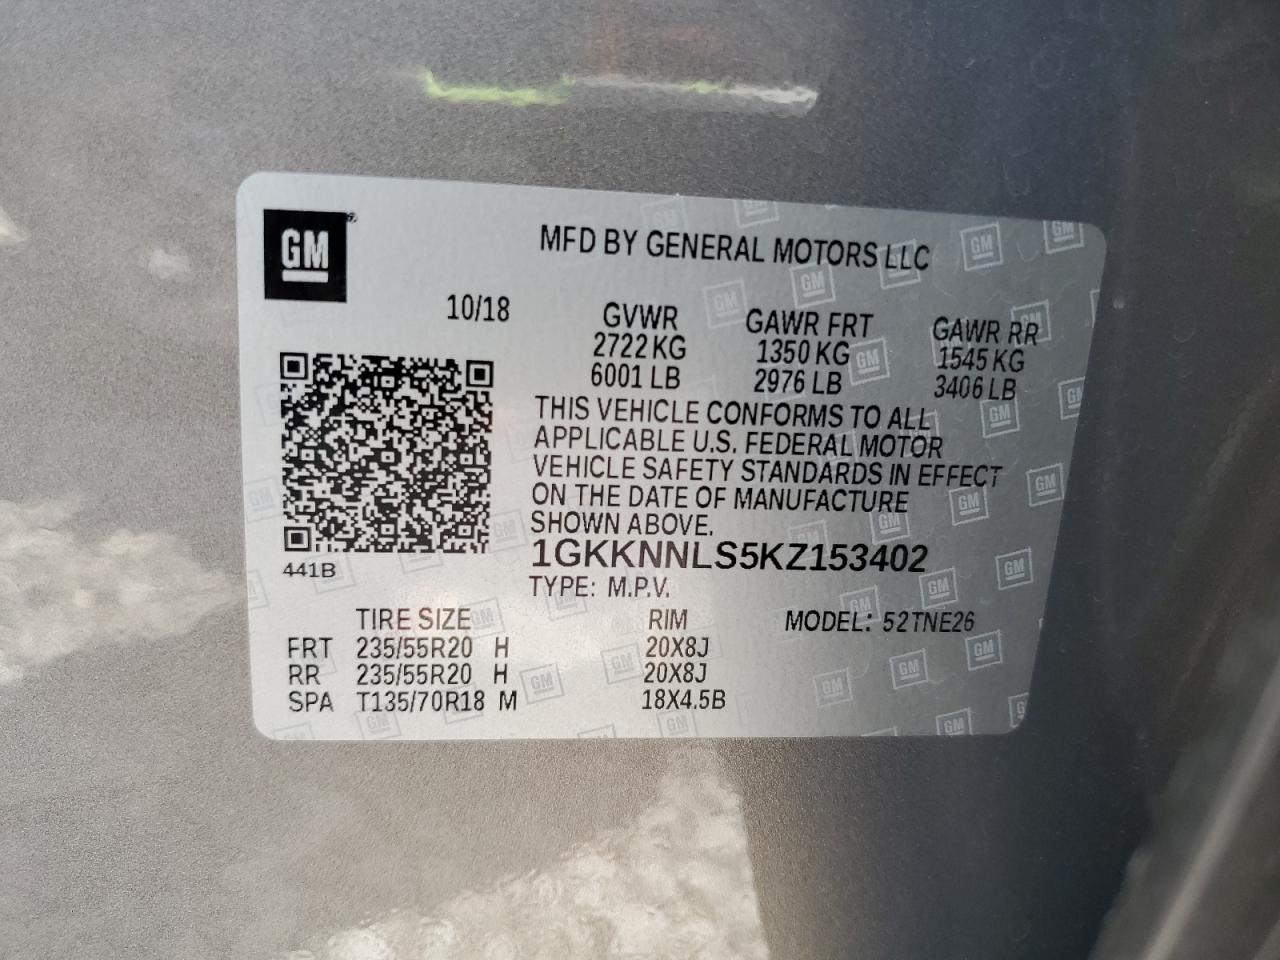 GM
MFD BY GENERAL MOTORS LLC
10/18 GVWR GAWR FRT GAWR RR
2722 KG 1350 KG 1545 KG
6001 LB 2976 LB 3406 LB
THIS VEHICLE CONFORMS TO ALL
APPLICABLE U.S. FEDERAL MOTOR
VEHICLE SAFETY STANDARDS IN EFFECT
ON THE DATE OF MANUFACTURE
SHOWN ABOVE.
1GKKNNLS5KZ153402
441B
TYPE: M.P.V.
TIRE SIZE RIM MODEL: 52TNE26
FRT 235/55R20 H 20X8J
RR 235/55R20 H 20X8J
SPA T135/70R18 M 18X4.5B